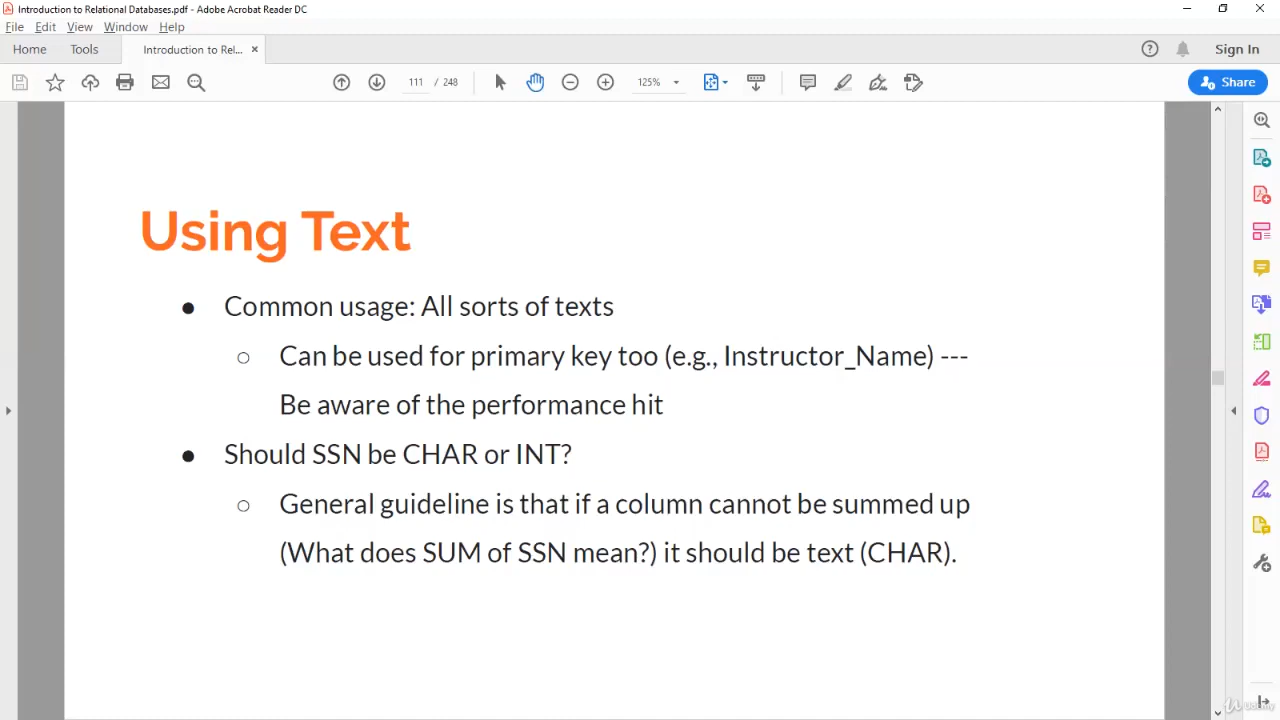 Introduction to Relational Databases.pdf - Adobe Acrobat Reader DC
File Edit View Window Help
Home Tools Introduction to Rel... ×
Sign In
111 / 248
125%
Share
Using Text
● Common usage: All sorts of texts
○ Can be used for primary key too (e.g., Instructor_Name) ---
Be aware of the performance hit
● Should SSN be CHAR or INT?
○ General guideline is that if a column cannot be summed up
(What does SUM of SSN mean?) it should be text (CHAR).